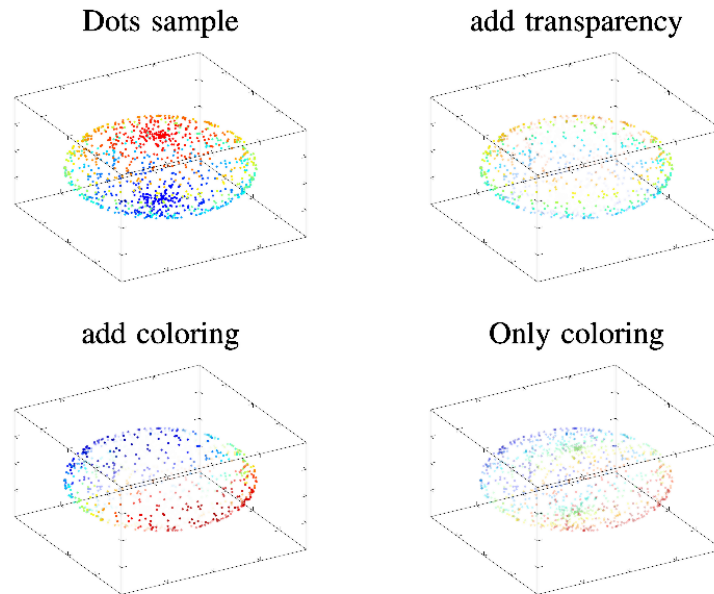 Dots sample
add transparency
add coloring
Only coloring